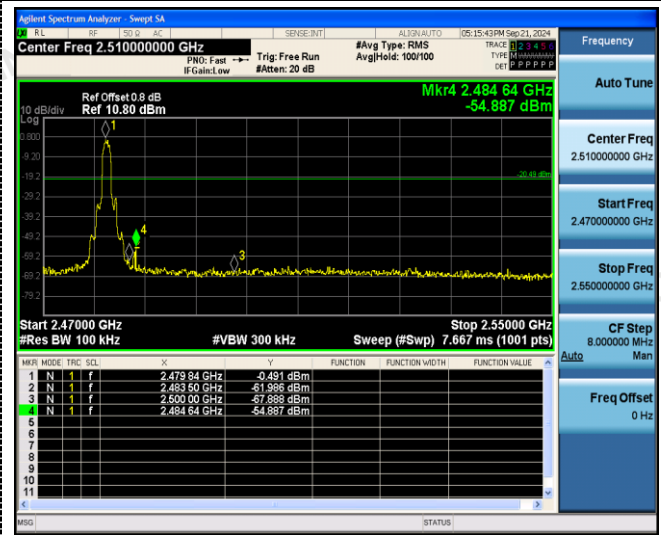 Agilent Spectrum Analyzer - Swept SA
RL RF 50 Ω AC SENSE:INT ALIGN AUTO 05:15:43 PM Sep 21, 2024
Center Freq 2.510000000 GHz
PNO: Fast
IFGain:Low
Trig: Free Run
#Atten: 20 dB
#Avg Type: RMS
Avg|Hold: 100/100
TRACE 1 2 3 4 5 6
TYPE M
DET P P P P P P
Ref Offset 0.8 dB
10 dB/div Ref 10.80 dBm
Log
Mkr4 2.484 64 GHz
-54.887 dBm
0.800
-9.20
-19.2
-29.2
-39.2
-49.2
-59.2
-69.2
-79.2
-20.49 dBm
1
4
3
Start 2.47000 GHz Stop 2.55000 GHz
#Res BW 100 kHz #VBW 300 kHz Sweep (#Swp) 7.667 ms (1001 pts)
MKR MODE TRC SCL X Y FUNCTION FUNCTION WIDTH FUNCTION VALUE
1 N 1 f 2.479 84 GHz -0.491 dBm
2 N 1 f 2.483 50 GHz -61.986 dBm
3 N 1 f 2.500 00 GHz -67.888 dBm
4 N 1 f 2.484 64 GHz -54.887 dBm
5
6
7
8
9
10
11
MSG STATUS
Frequency
Auto Tune
Center Freq
2.510000000 GHz
Start Freq
2.470000000 GHz
Stop Freq
2.550000000 GHz
CF Step
8.000000 MHz
Auto Man
Freq Offset
0 Hz